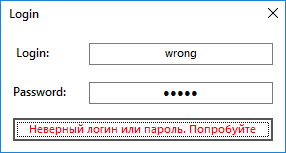 Login
Login: wrong
Password: •••••
Неверный логин или пароль. Попробуйте